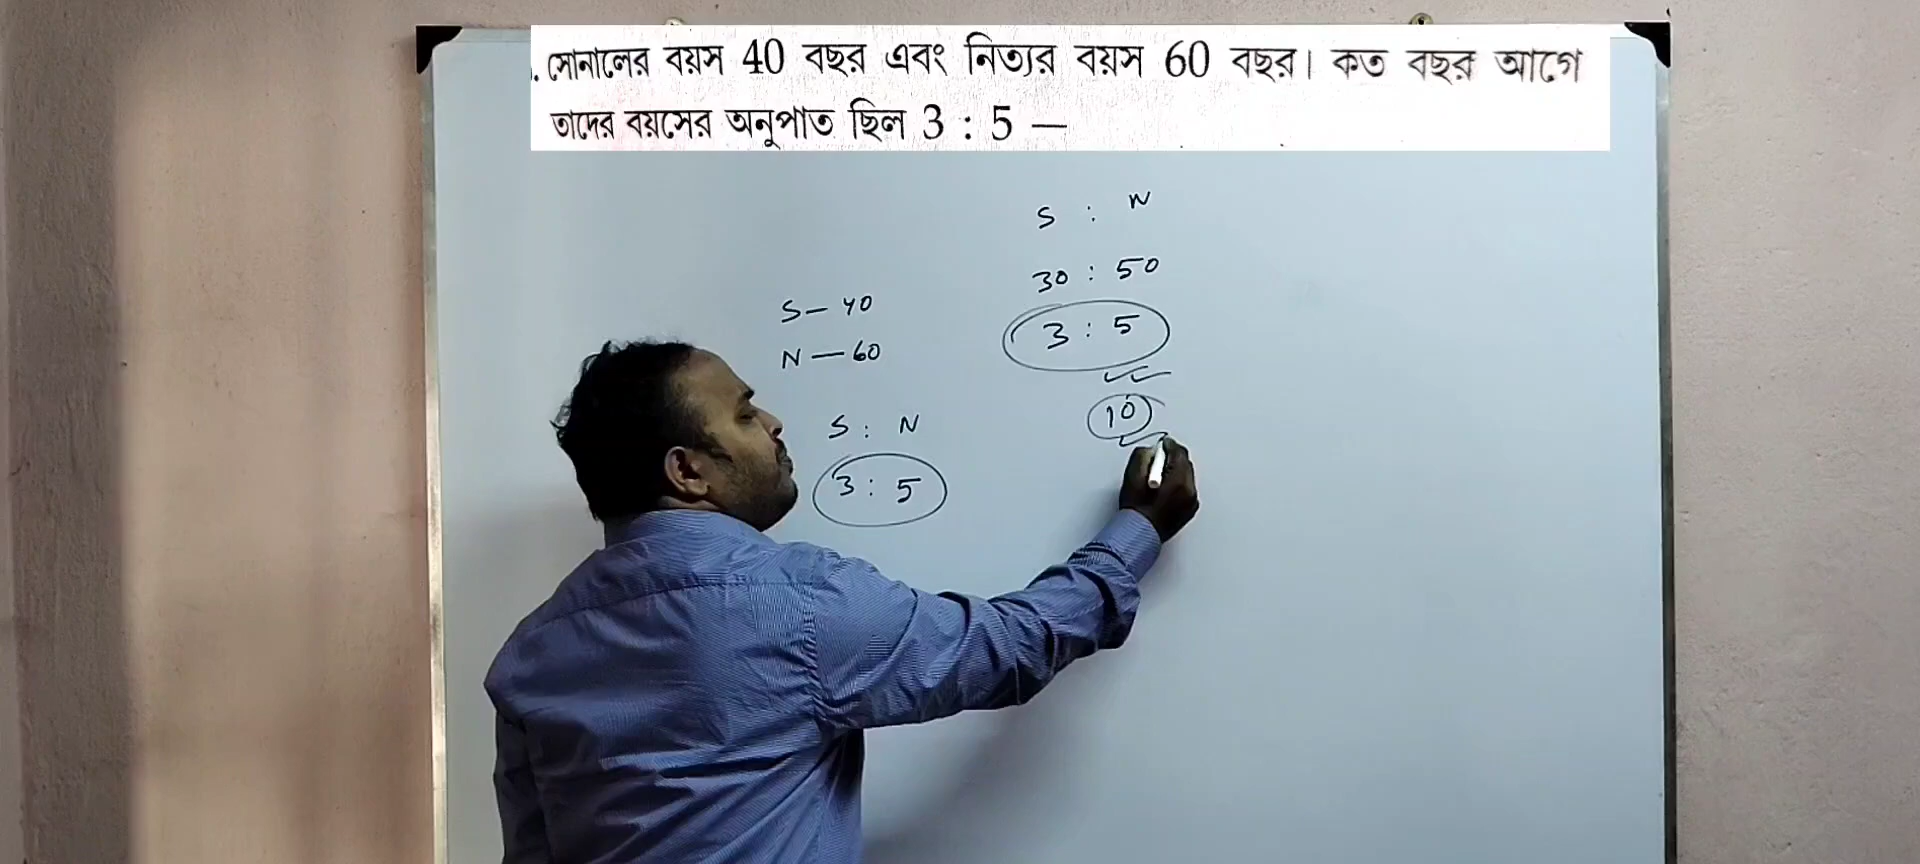 . সোনালের বয়স 40 বছর এবং নিত্যর বয়স 60 বছর। কত বছর আগে
তাদের বয়সের অনুপাত ছিল 3 : 5 —
S – 40
N — 60
S : N
3 : 5
S : N
30 : 50
3 : 5
10